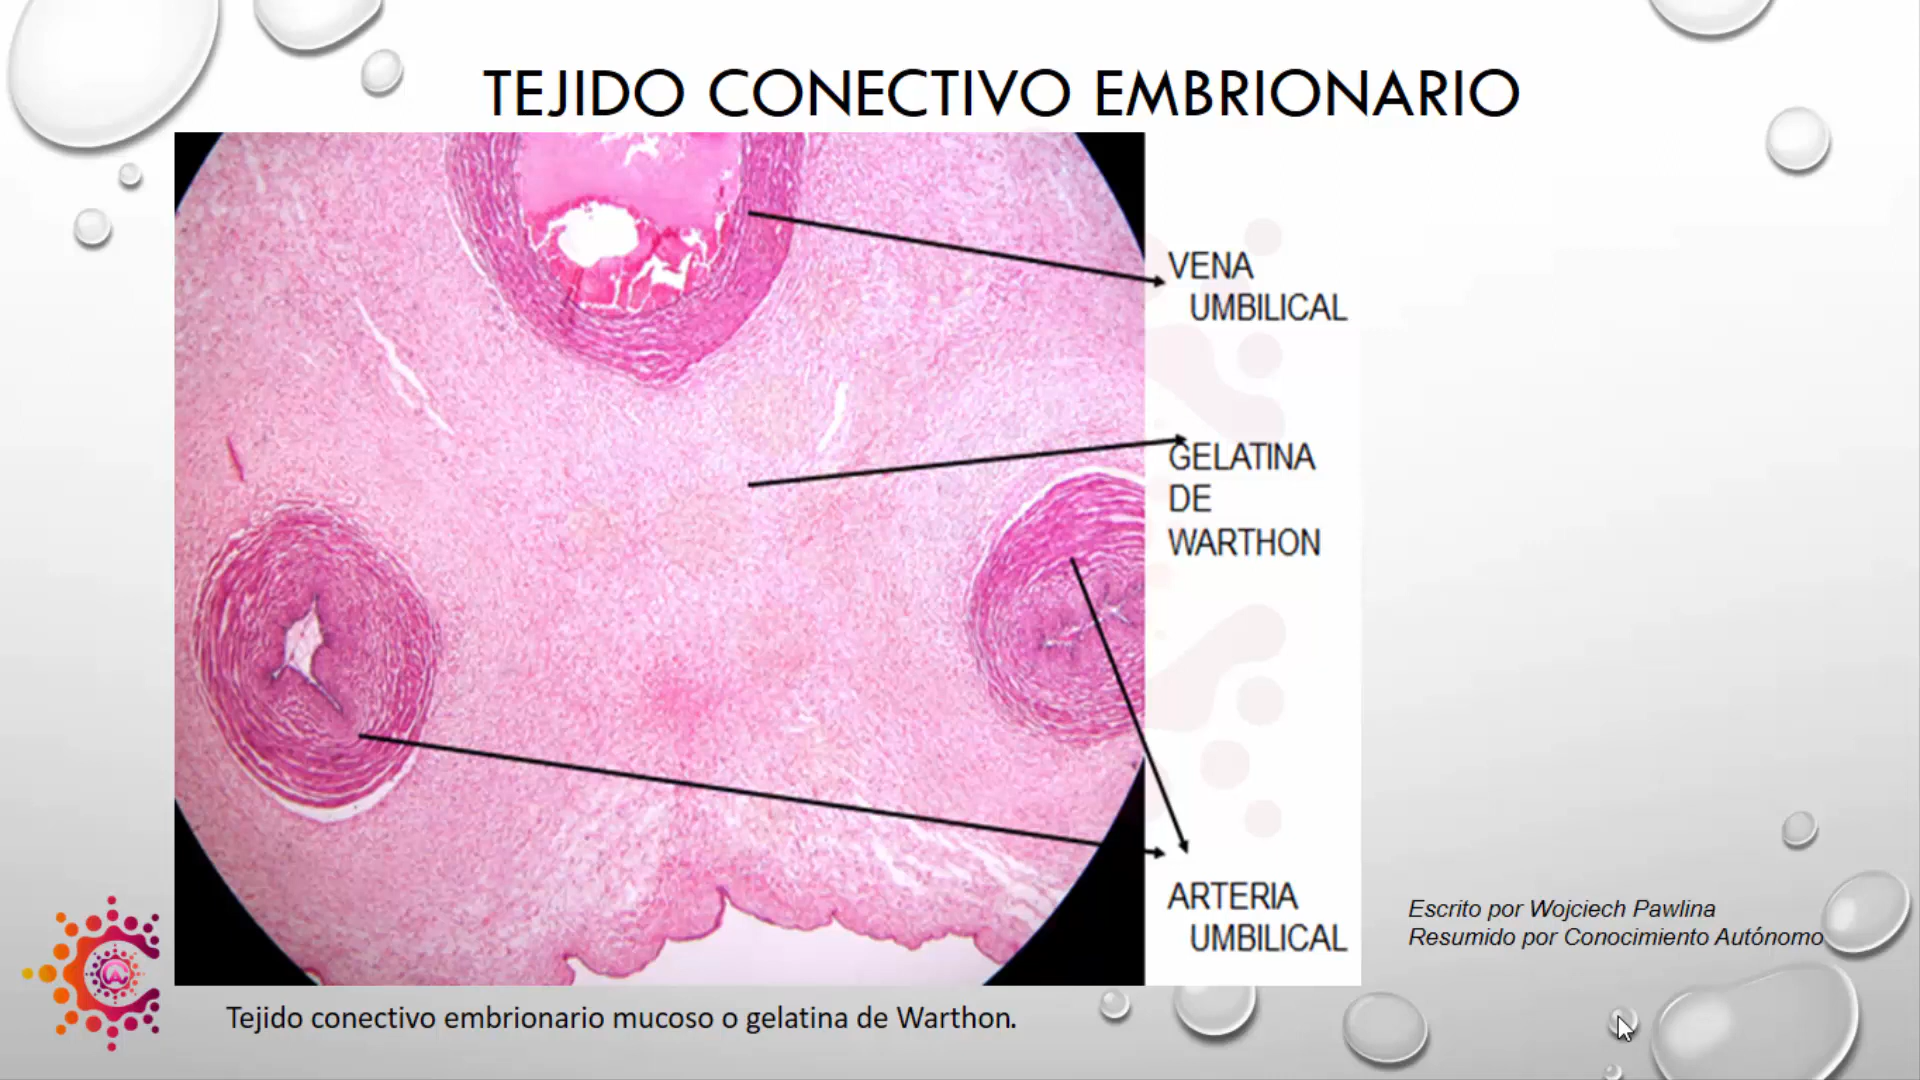 TEJIDO CONECTIVO EMBRIONARIO
VENA
UMBILICAL
GELATINA
DE
WARTHON
ARTERIA
UMBILICAL
Escrito por Wojciech Pawlina
Resumido por Conocimiento Autónomo
Tejido conectivo embrionario mucoso o gelatina de Warthon.